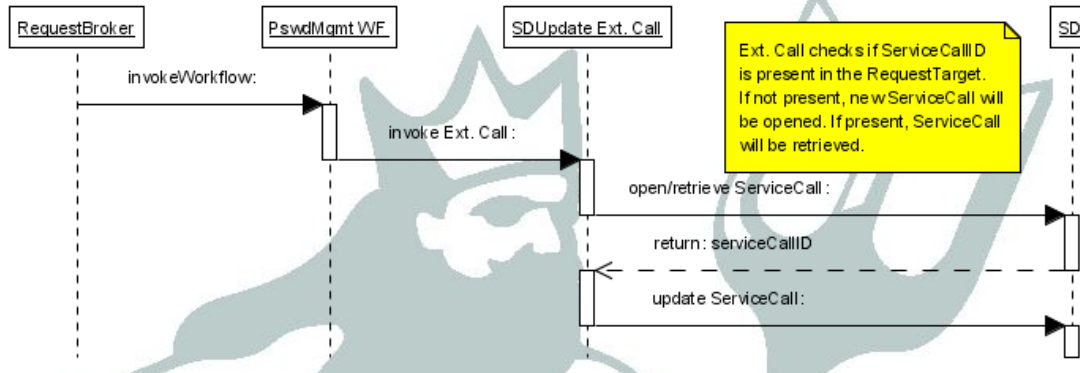 RequestBroker
PswdMgmt WF
SDUpdate Ext. Call
SD
Ext. Call checks if ServiceCallID
is present in the RequestTarget.
If not present, new ServiceCall will
be opened. If present, ServiceCall
will be retrieved.
invokeWorkflow:
invoke Ext. Call :
open/retrieve ServiceCall :
return: serviceCallID
update ServiceCall: